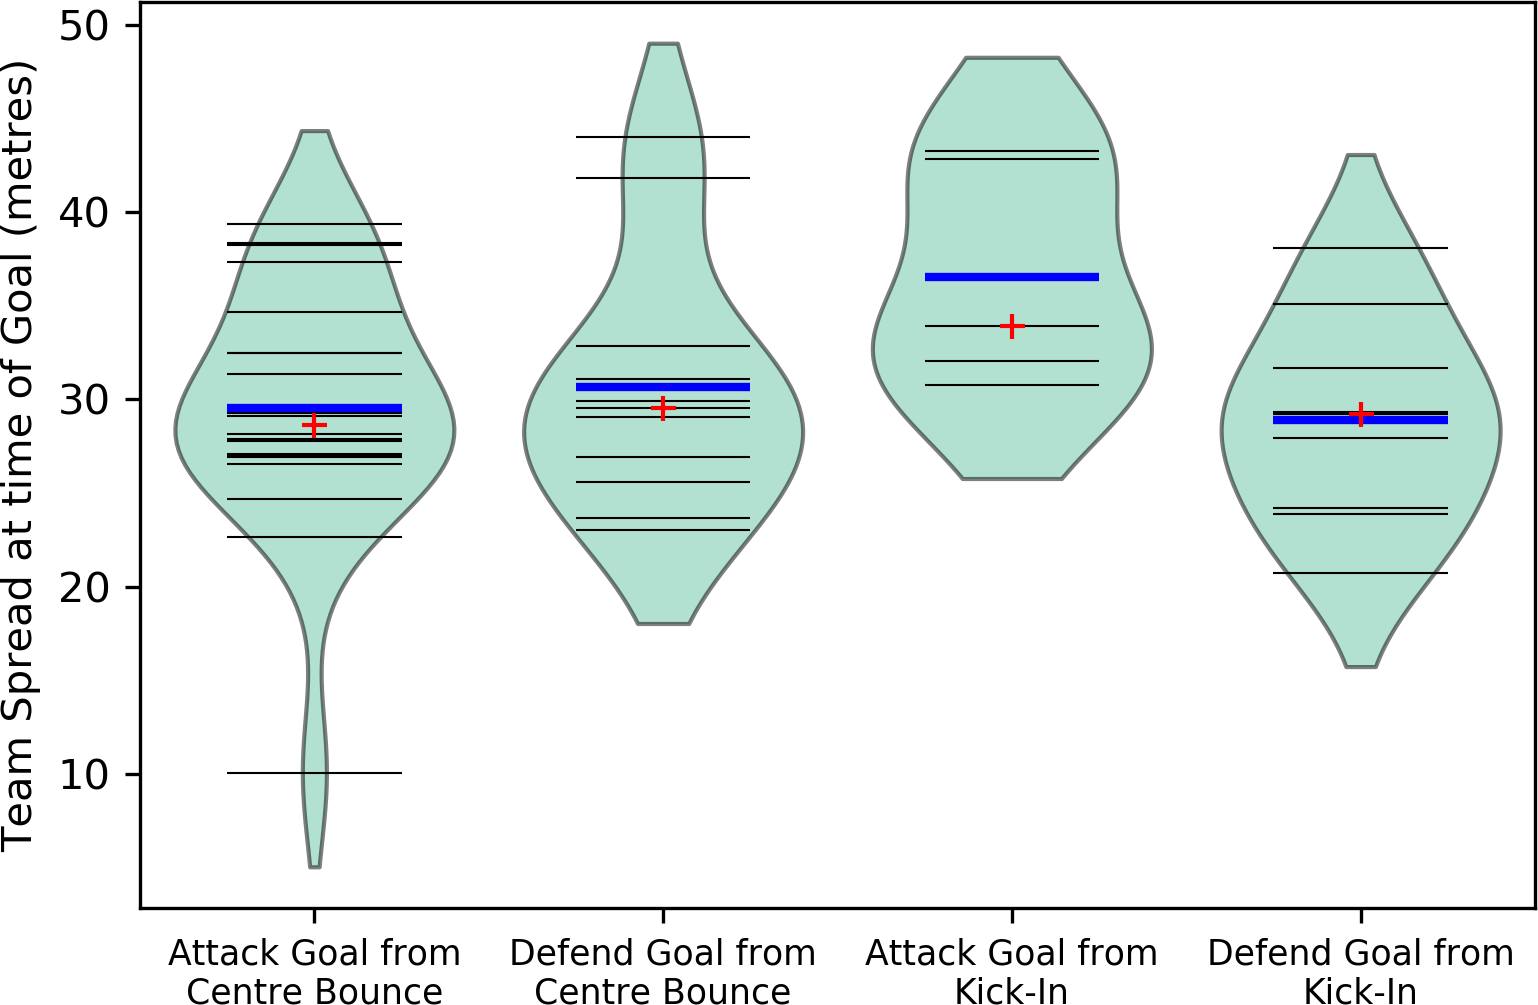 Team Spread at time of Goal (metres)
50
40
30
20
10
Attack Goal from
Centre Bounce
Defend Goal from
Centre Bounce
Attack Goal from
Kick-In
Defend Goal from
Kick-In